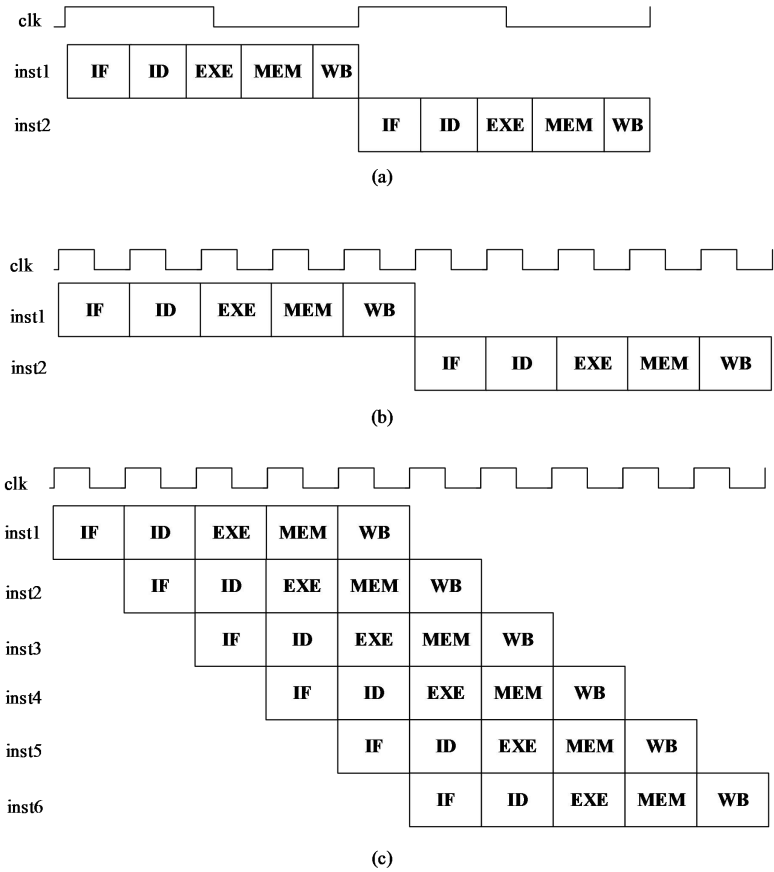 clk
inst1 IF ID EXE MEM WB
inst2 IF ID EXE MEM WB
(a)
clk
inst1 IF ID EXE MEM WB
inst2 IF ID EXE MEM WB
(b)
clk
inst1 IF ID EXE MEM WB
inst2 IF ID EXE MEM WB
inst3 IF ID EXE MEM WB
inst4 IF ID EXE MEM WB
inst5 IF ID EXE MEM WB
inst6 IF ID EXE MEM WB
(c)